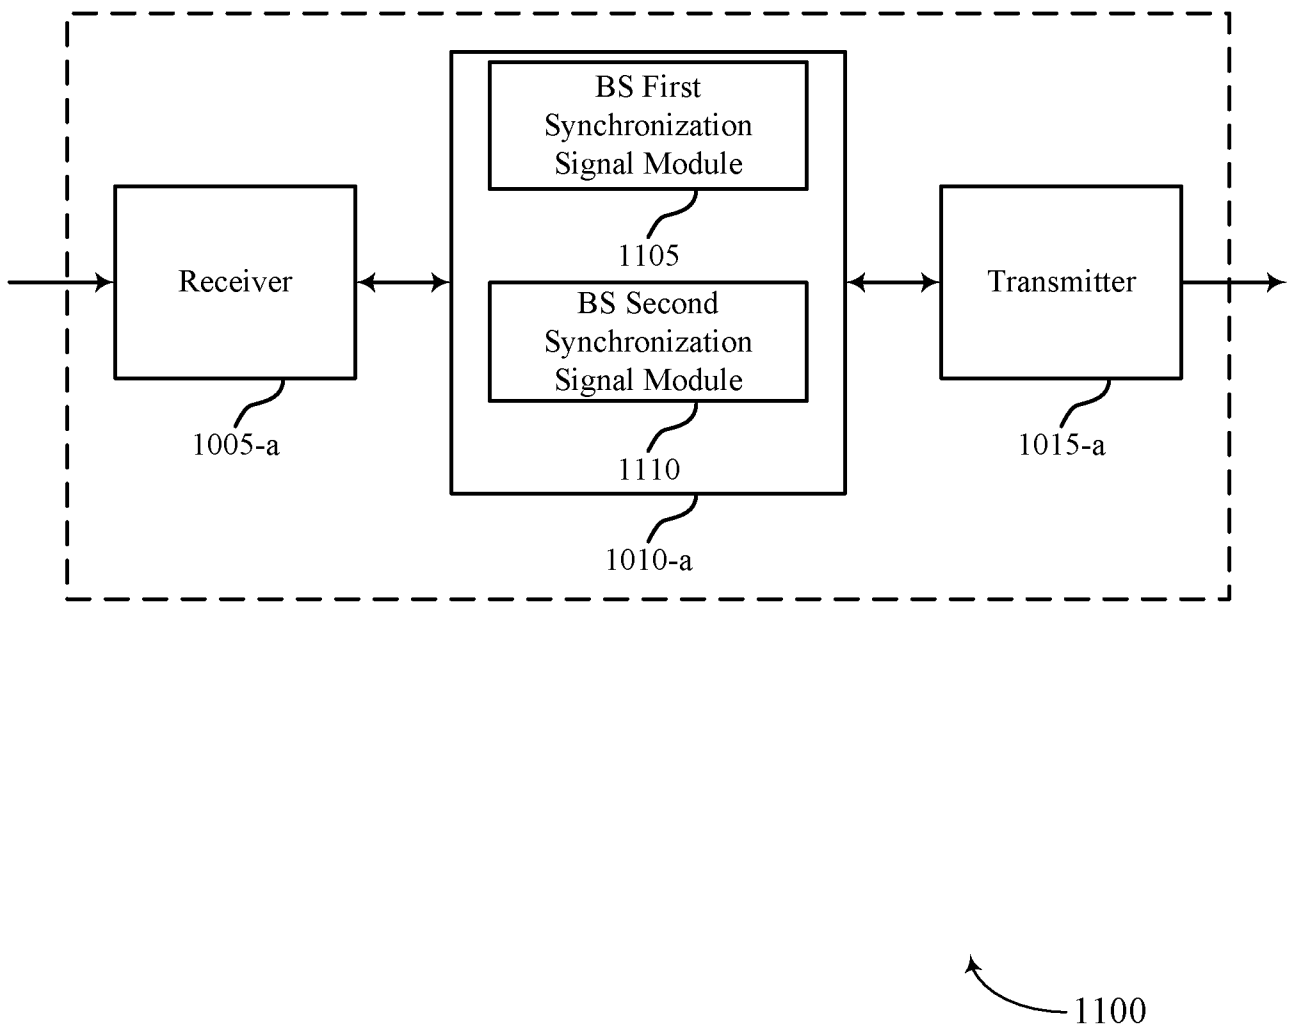 BS First
Synchronization
Signal Module
1105
Receiver
1005-a
BS Second
Synchronization
Signal Module
1110
1010-a
Transmitter
1015-a
1100